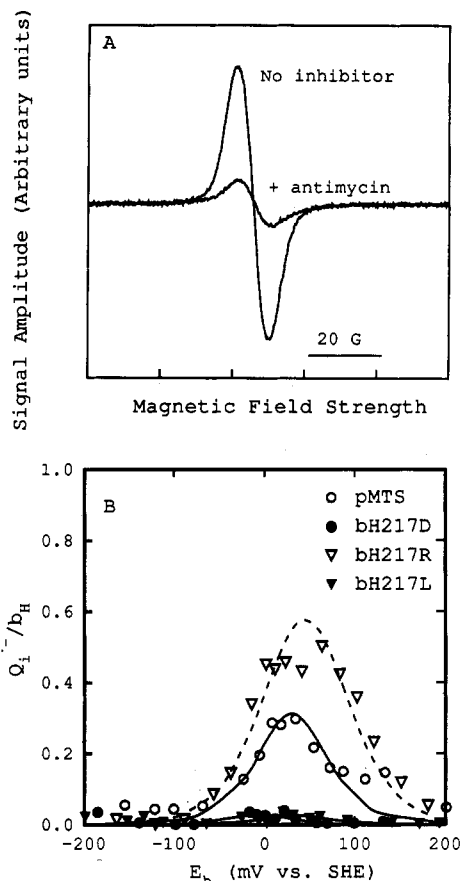 Signal Amplitude (Arbitrary units)
A
No inhibitor
+ antimycin
20 G
Magnetic Field Strength
B
pMTS
bH217D
bH217R
bH217L
Qi·-/bH
1.0
0.8
0.6
0.4
0.2
0.0
-200
-100
0
100
200
Eh (mV vs. SHE)